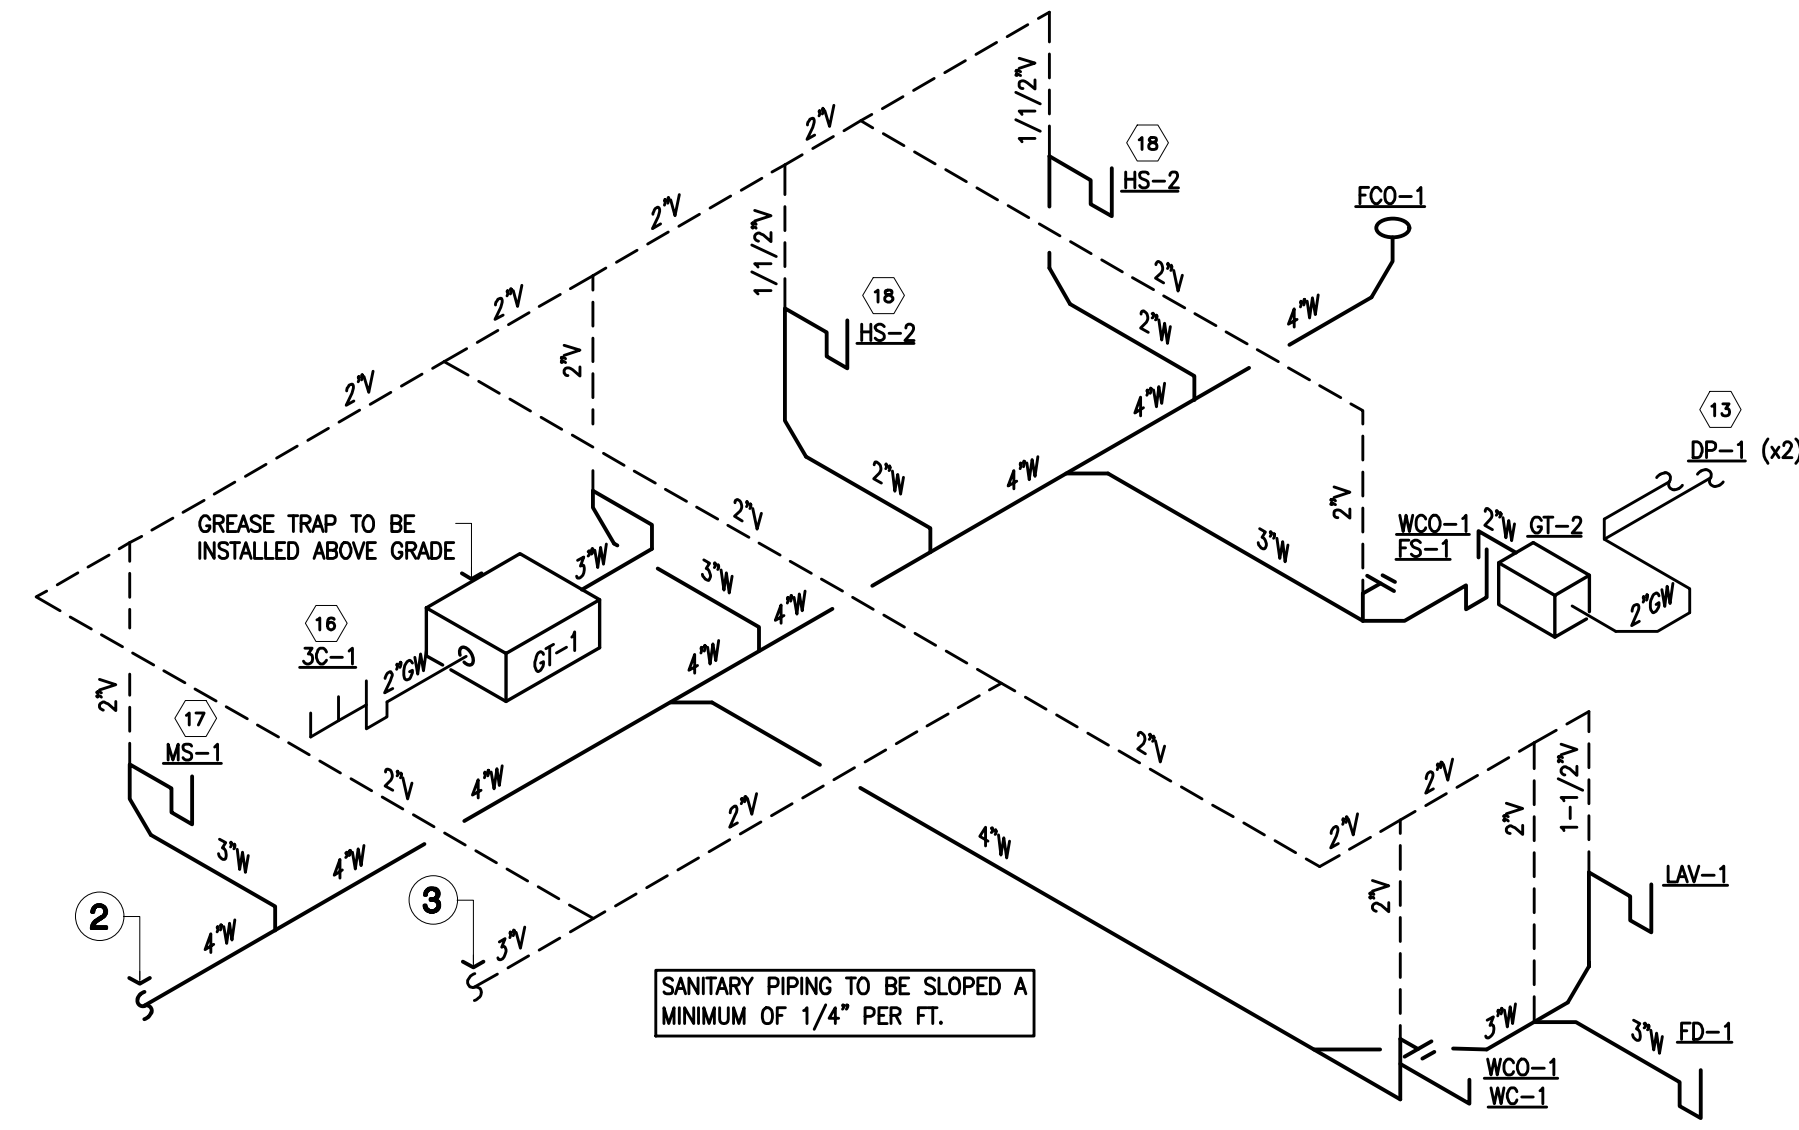 2"V
1/1/2"V
18
HS-2
FCO-1
2"V
1/1/2"V
2"V
4"W
2"V
18
HS-2
2"W
2"V
2"V
4"W
13
DP-1 (x2)
2"W
4"W
2"V
GREASE TRAP TO BE
INSTALLED ABOVE GRADE
2"V
3"W
2"V
WCO-1
FS-1
2"W
GT-2
3"W
3"W
4"W
2"GW
16
3C-1
2"GW
GT-1
4"W
2"V
17
MS-1
2"V
4"W
2"V
2"V
2"V
2"V
2"V
1-1/2"V
3"W
4"W
4"W
2"V
LAV-1
2
3
4"W
3"V
SANITARY PIPING TO BE SLOPED A
MINIMUM OF 1/4" PER FT.
3"W
3"W
FD-1
WCO-1
WC-1